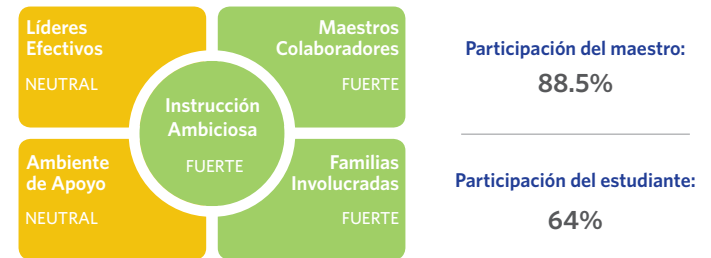 Líderes
Efectivos
NEUTRAL
Maestros
Colaboradores
FUERTE
Instrucción
Ambiciosa
FUERTE
Ambiente
de Apoyo
NEUTRAL
Familias
Involucradas
FUERTE
Participación del maestro:
88.5%
Participación del estudiante:
64%